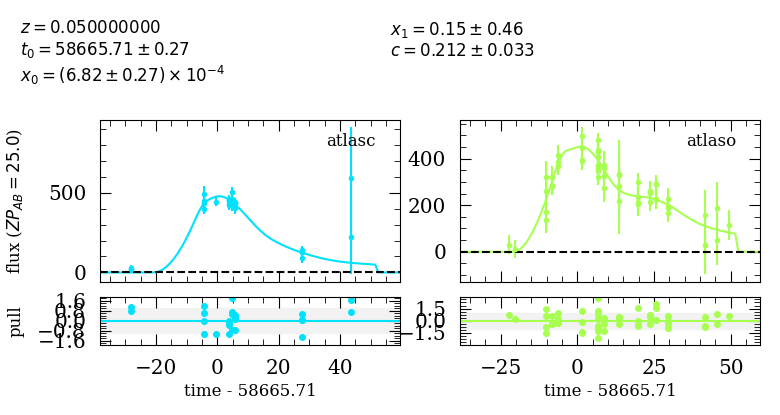 z = 0.050000000
t₀ = 58665.71 ± 0.27
x₀ = (6.82 ± 0.27) × 10⁻⁴
x₁ = 0.15 ± 0.46
c = 0.212 ± 0.033
flux (ZP_AB = 25.0)
atlasc
500
0
atlaso
400
200
0
pull
1.6
0.8
0.0
−0.8
−1.6
1.5
0.0
−1.5
−20 0 20 40
−25 0 25 50
time - 58665.71
time - 58665.71